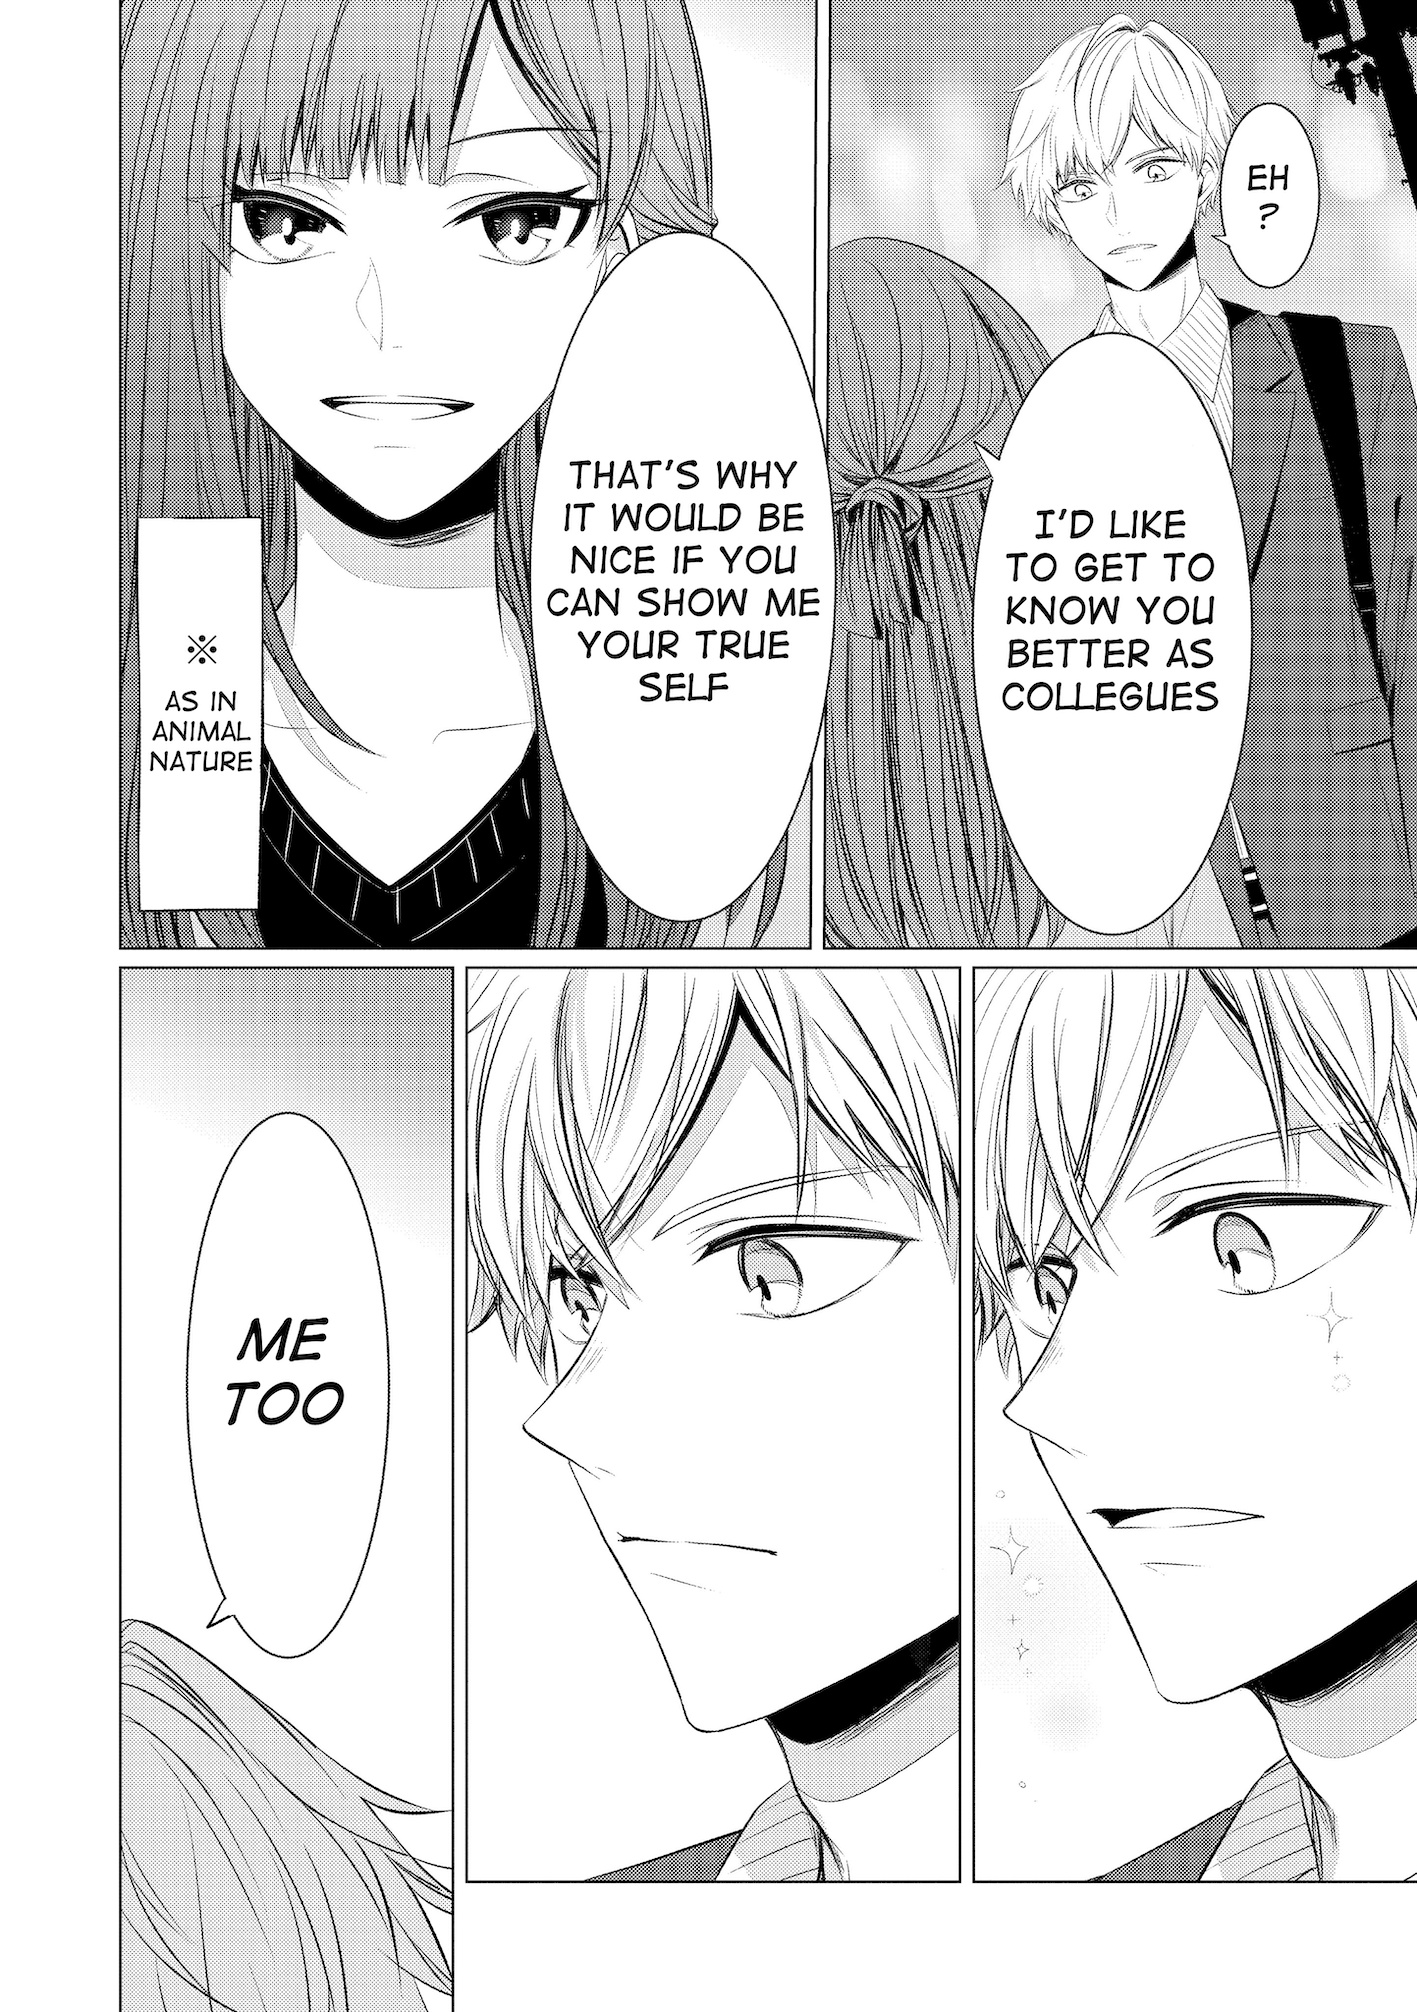 EH
?
I'D LIKE
TO GET TO
KNOW YOU
BETTER AS
COLLEGUES
THAT'S WHY
IT WOULD BE
NICE IF YOU
CAN SHOW ME
YOUR TRUE
SELF
※
AS IN
ANIMAL
NATURE
ME
TOO